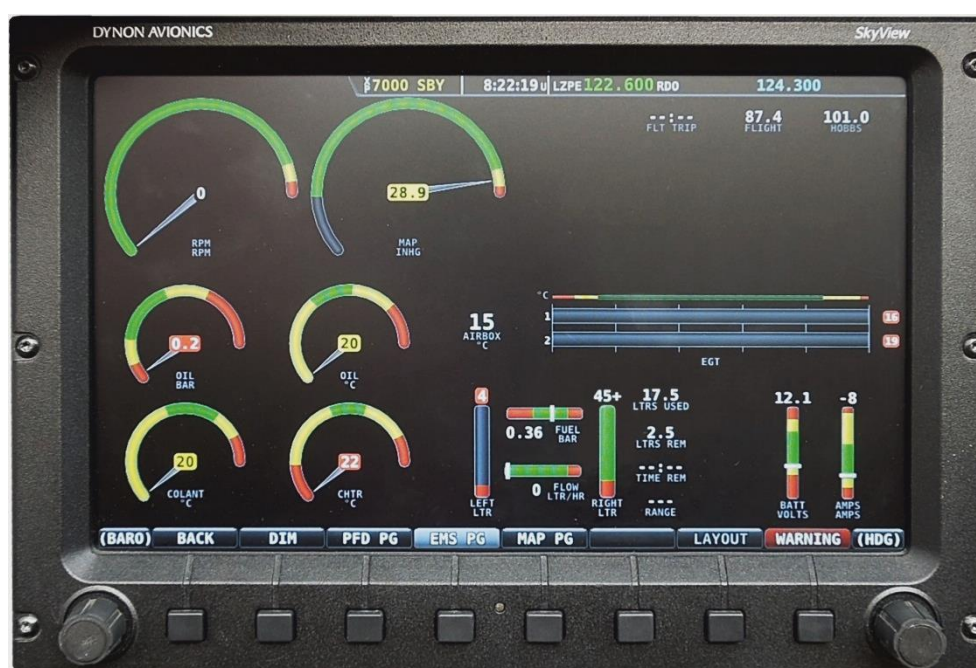 DYNON AVIONICS
SkyView
XP 7000 SBY 8:22:19U LZPE 122.600 RDO 124.300
--:-- 87.4 101.0
FLT TRIP FLIGHT HOBBS
0
RPM
RPM
28.9
MAP
INHG
0.2
OIL
BAR
20
OIL
°C
15
AIRBOX
°C
°C
1 16
2 19
EGT
20
COLANT
°C
22
CHTR
°C
4
LEFT
LTR
0.36 FUEL
BAR
0 FLOW
LTR/HR
45+
RIGHT
LTR
17.5
LTRS USED
2.5
LTRS REM
--:--
TIME REM
---
RANGE
12.1
BATT
VOLTS
-8
AMPS
AMPS
(BARO) BACK DIM PFD PG EMS PG MAP PG LAYOUT WARNING (HDG)